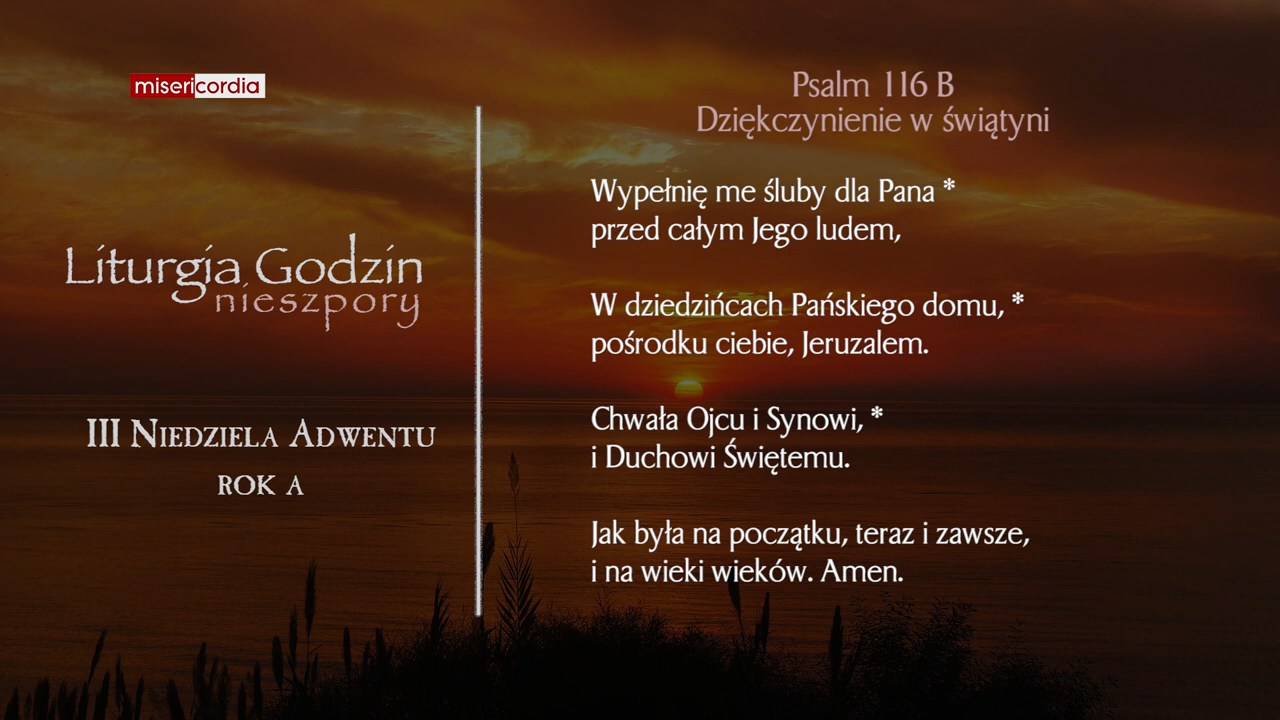 misericordia
Liturgia Godzin
nieszpory
III Niedziela Adwentu
rok a
Psalm 116 B
Dziękczynienie w świątyni
Wypełnię me śluby dla Pana *
przed całym Jego ludem,
W dziedzińcach Pańskiego domu, *
pośrodku ciebie, Jeruzalem.
Chwała Ojcu i Synowi, *
i Duchowi Świętemu.
Jak była na początku, teraz i zawsze,
i na wieki wieków. Amen.